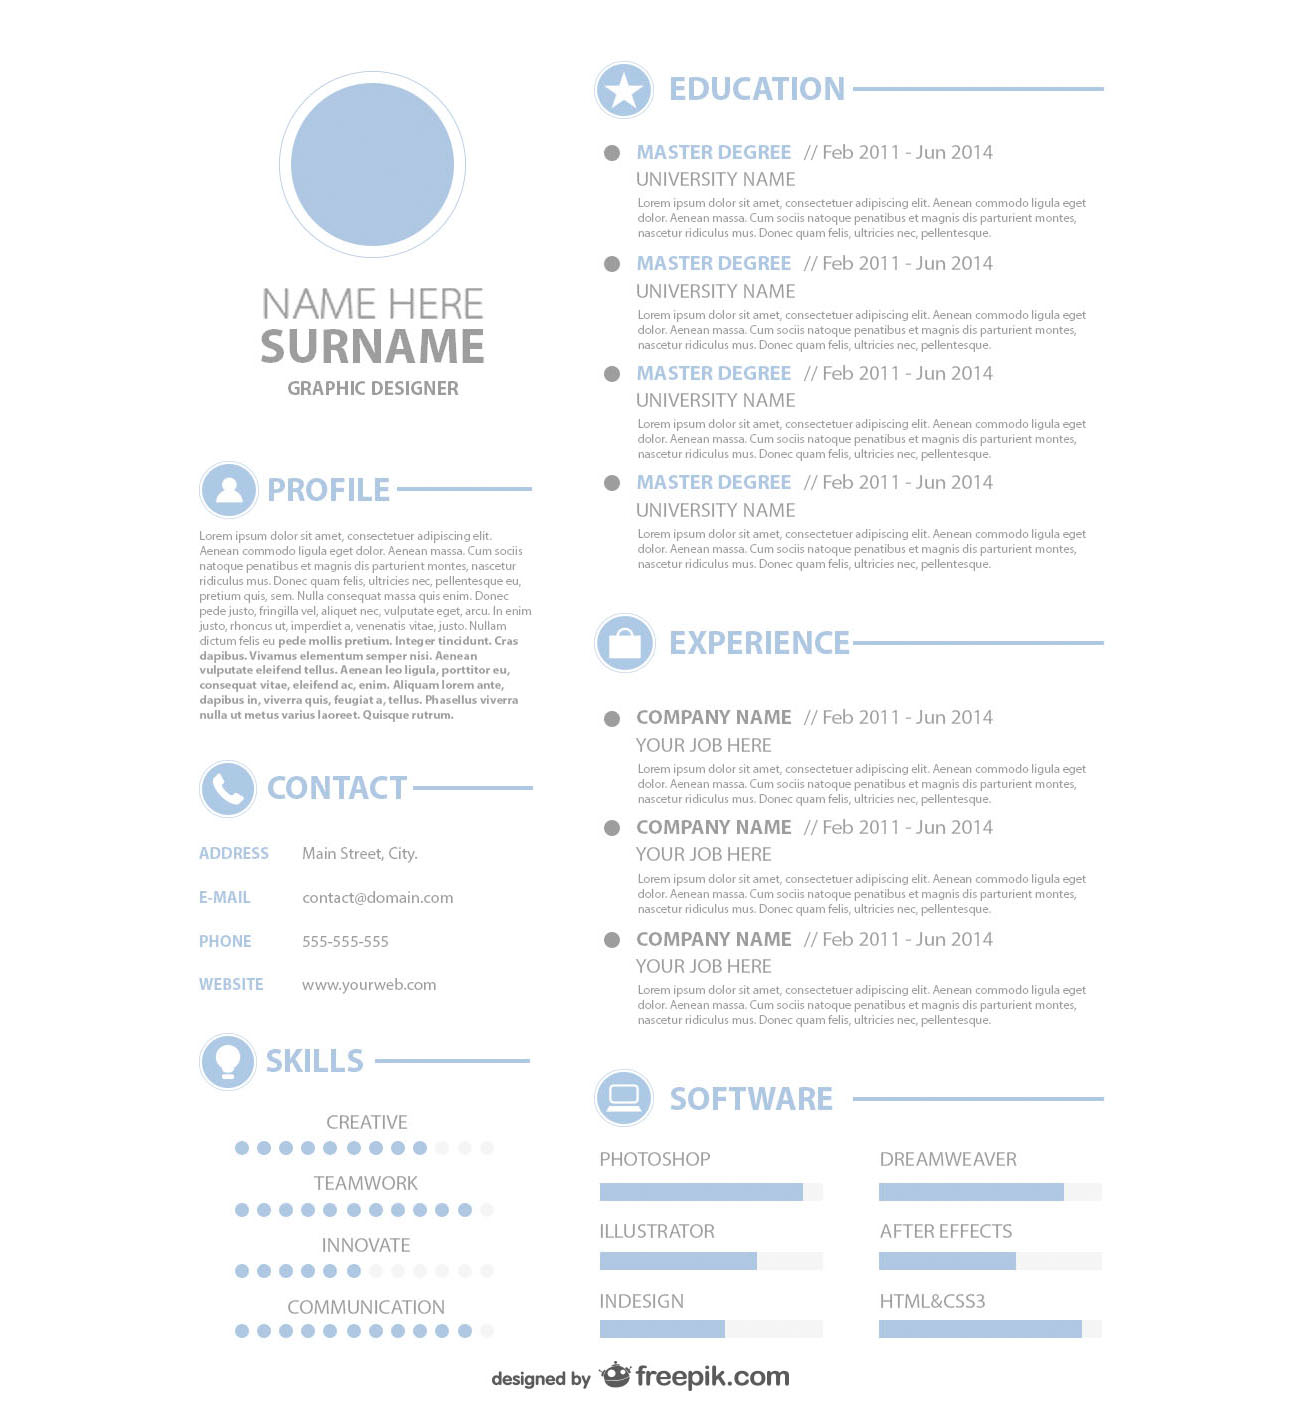 NAME HERE
SURNAME
GRAPHIC DESIGNER
PROFILE
Lorem ipsum dolor sit amet, consectetuer adipiscing elit.
Aenean commodo ligula eget dolor. Aenean massa. Cum sociis
natoque penatibus et magnis dis parturient montes, nascetur
ridiculus mus. Donec quam felis, ultricies nec, pellentesque eu,
pretium quis, sem. Nulla consequat massa quis enim. Donec
pede justo, fringilla vel, aliquet nec, vulputate eget, arcu. In enim
justo, rhoncus ut, imperdiet a, venenatis vitae, justo. Nullam
dictum felis eu pede mollis pretium. Integer tincidunt. Cras
dapibus. Vivamus elementum semper nisi. Aenean
vulputate eleifend tellus. Aenean leo ligula, porttitor eu,
consequat vitae, eleifend ac, enim. Aliquam lorem ante,
dapibus in, viverra quis, feugiat a, tellus. Phasellus viverra
nulla ut metus varius laoreet. Quisque rutrum.
CONTACT
ADDRESS Main Street, City.
E-MAIL contact@domain.com
PHONE 555-555-555
WEBSITE www.yourweb.com
SKILLS
CREATIVE
TEAMWORK
INNOVATE
COMMUNICATION
EDUCATION
MASTER DEGREE // Feb 2011 - Jun 2014
UNIVERSITY NAME
Lorem ipsum dolor sit amet, consectetuer adipiscing elit. Aenean commodo ligula eget
dolor. Aenean massa. Cum sociis natoque penatibus et magnis dis parturient montes,
nascetur ridiculus mus. Donec quam felis, ultricies nec, pellentesque.
MASTER DEGREE // Feb 2011 - Jun 2014
UNIVERSITY NAME
Lorem ipsum dolor sit amet, consectetuer adipiscing elit. Aenean commodo ligula eget
dolor. Aenean massa. Cum sociis natoque penatibus et magnis dis parturient montes,
nascetur ridiculus mus. Donec quam felis, ultricies nec, pellentesque.
MASTER DEGREE // Feb 2011 - Jun 2014
UNIVERSITY NAME
Lorem ipsum dolor sit amet, consectetuer adipiscing elit. Aenean commodo ligula eget
dolor. Aenean massa. Cum sociis natoque penatibus et magnis dis parturient montes,
nascetur ridiculus mus. Donec quam felis, ultricies nec, pellentesque.
MASTER DEGREE // Feb 2011 - Jun 2014
UNIVERSITY NAME
Lorem ipsum dolor sit amet, consectetuer adipiscing elit. Aenean commodo ligula eget
dolor. Aenean massa. Cum sociis natoque penatibus et magnis dis parturient montes,
nascetur ridiculus mus. Donec quam felis, ultricies nec, pellentesque.
EXPERIENCE
COMPANY NAME // Feb 2011 - Jun 2014
YOUR JOB HERE
Lorem ipsum dolor sit amet, consectetuer adipiscing elit. Aenean commodo ligula eget
dolor. Aenean massa. Cum sociis natoque penatibus et magnis dis parturient montes,
nascetur ridiculus mus. Donec quam felis, ultricies nec, pellentesque.
COMPANY NAME // Feb 2011 - Jun 2014
YOUR JOB HERE
Lorem ipsum dolor sit amet, consectetuer adipiscing elit. Aenean commodo ligula eget
dolor. Aenean massa. Cum sociis natoque penatibus et magnis dis parturient montes,
nascetur ridiculus mus. Donec quam felis, ultricies nec, pellentesque.
COMPANY NAME // Feb 2011 - Jun 2014
YOUR JOB HERE
Lorem ipsum dolor sit amet, consectetuer adipiscing elit. Aenean commodo ligula eget
dolor. Aenean massa. Cum sociis natoque penatibus et magnis dis parturient montes,
nascetur ridiculus mus. Donec quam felis, ultricies nec, pellentesque.
SOFTWARE
PHOTOSHOP DREAMWEAVER
ILLUSTRATOR AFTER EFFECTS
INDESIGN HTML&CSS3
designed by freepik.com